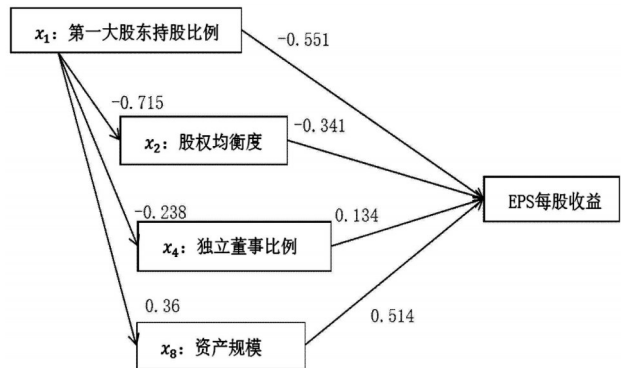 x₁：第一大股东持股比例
-0.551
-0.715
x₂：股权均衡度
-0.341
EPS每股收益
-0.238
0.134
x₄：独立董事比例
0.36
0.514
x₈：资产规模